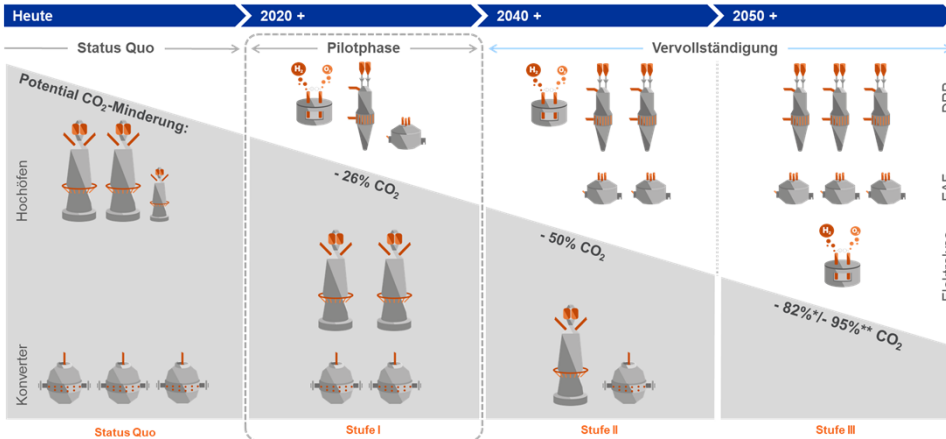 Heute
2020 +
2040 +
2050 +
Status Quo
Pilotphase
Vervollständigung
Potential CO₂-Minderung:
H₂
O₂
H₂
O₂
- 26% CO₂
Hochöfen
- 50% CO₂
H₂
O₂
- 82%*/- 95%** CO₂
Konverter
Status Quo
Stufe I
Stufe II
Stufe III